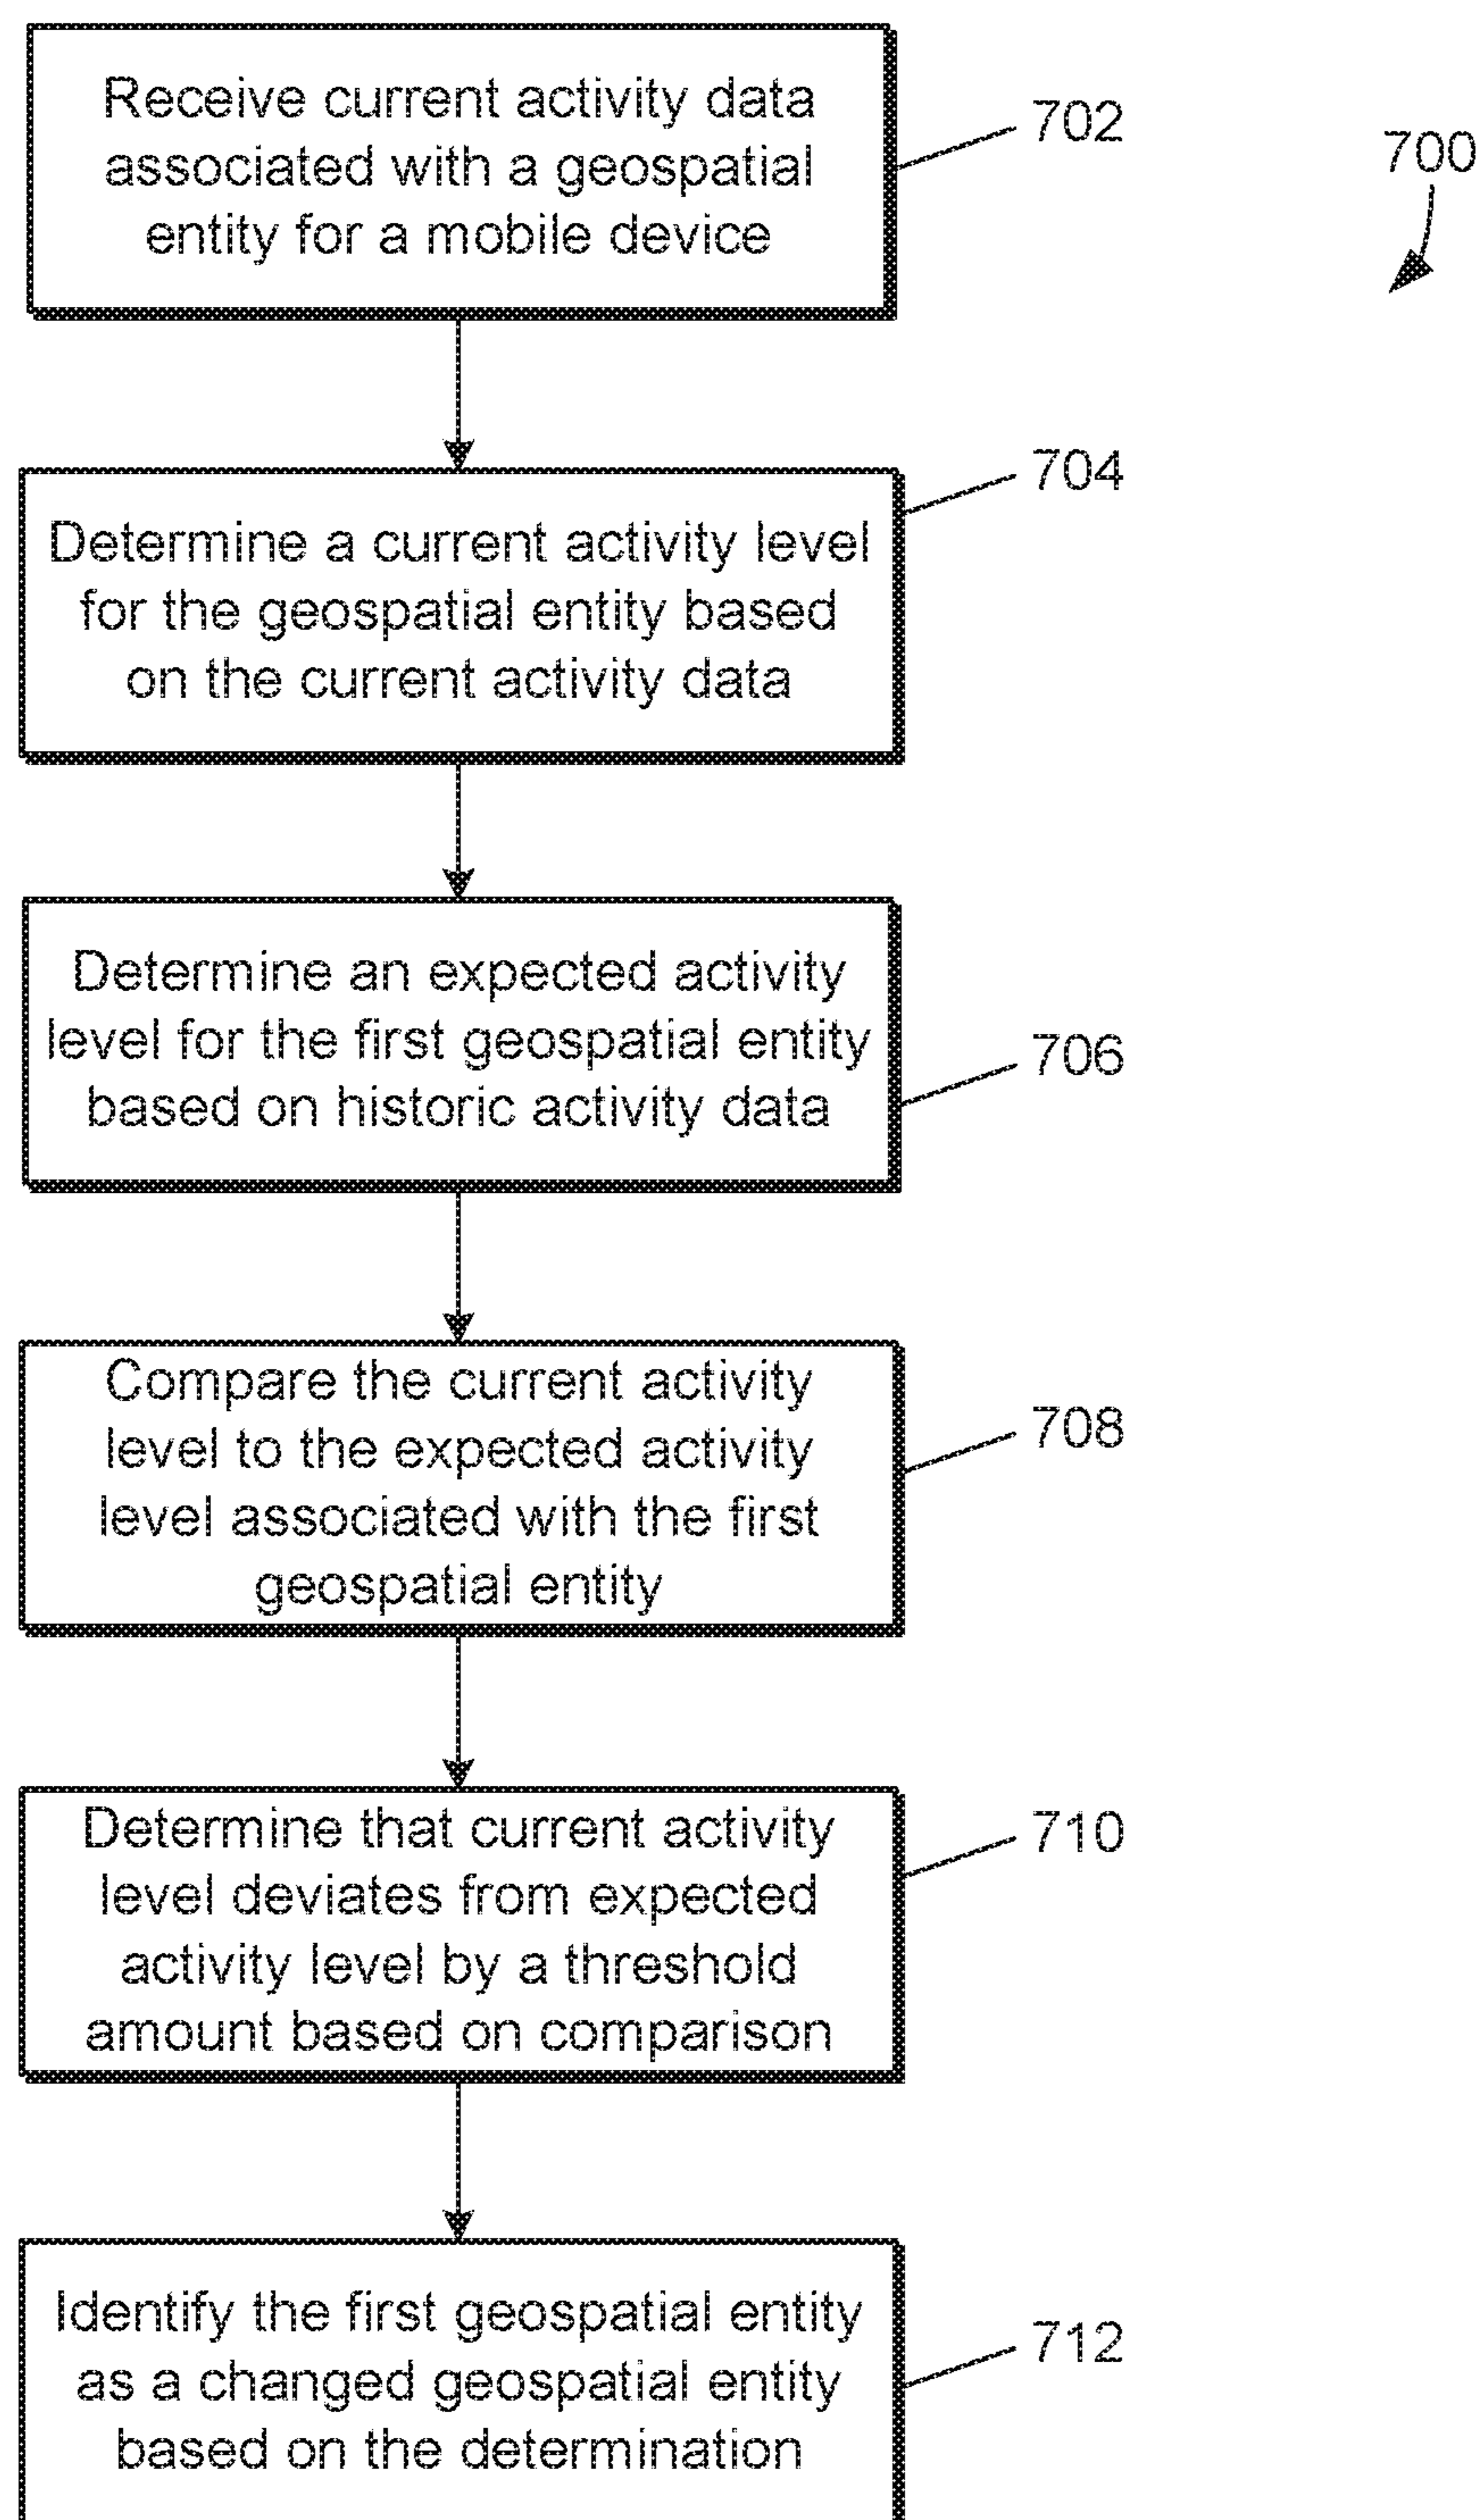 Receive current activity data
associated with a geospatial
entity for a mobile device
702
700
Determine a current activity level
for the geospatial entity based
on the current activity data
704
Determine an expected activity
level for the first geospatial entity
based on historic activity data
706
Compare the current activity
level to the expected activity
level associated with the first
geospatial entity
708
Determine that current activity
level deviates from expected
activity level by a threshold
amount based on comparison
710
Identify the first geospatial entity
as a changed geospatial entity
based on the determination
712